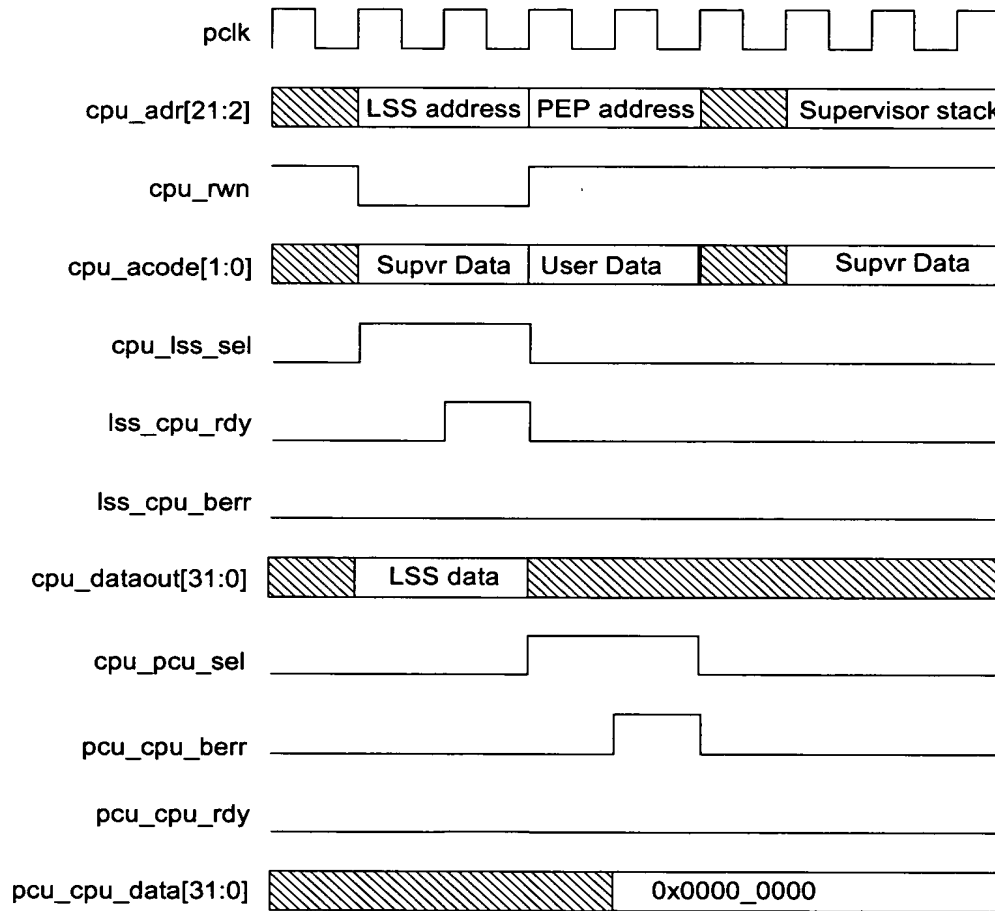 pclk
cpu_adr[21:2] LSS address PEP address Supervisor stack
cpu_rwn
cpu_acode[1:0] Supvr Data User Data Supvr Data
cpu_lss_sel
lss_cpu_rdy
lss_cpu_berr
cpu_dataout[31:0] LSS data
cpu_pcu_sel
pcu_cpu_berr
pcu_cpu_rdy
pcu_cpu_data[31:0] 0x0000_0000